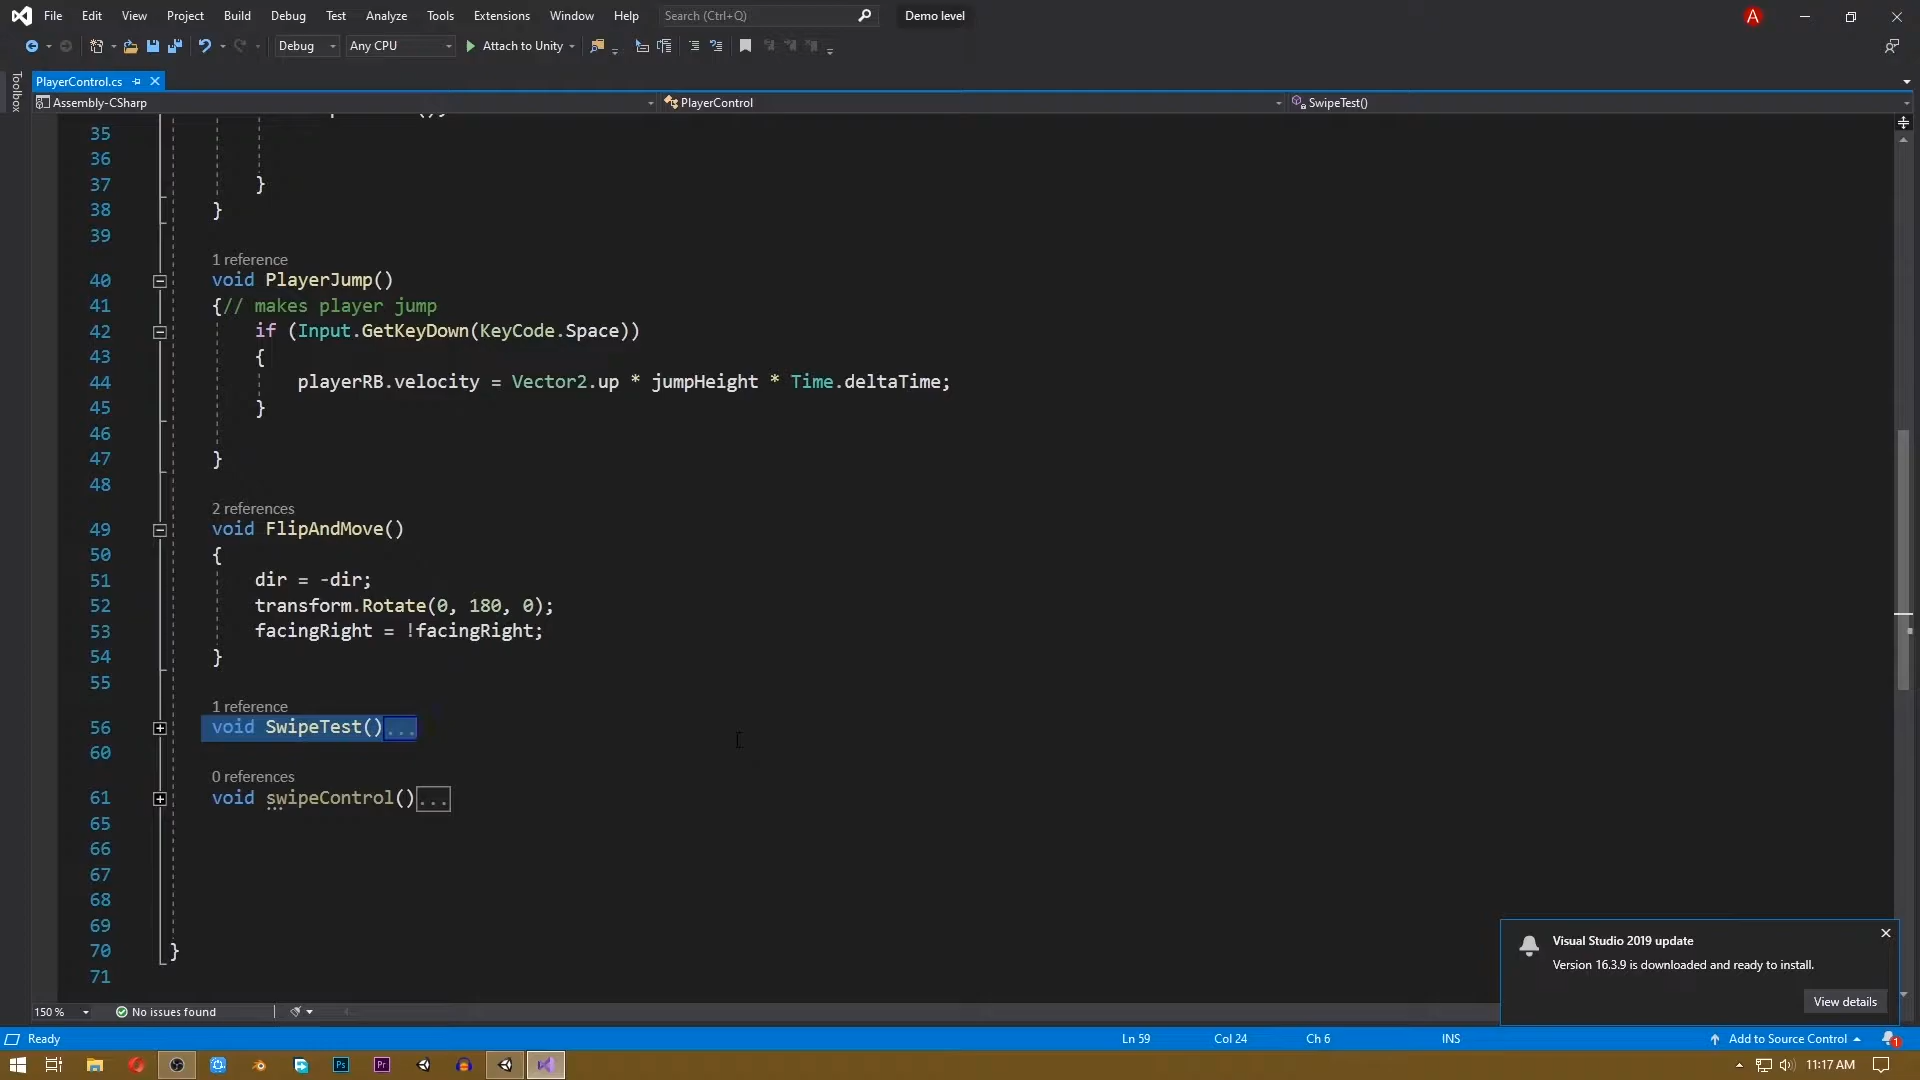 File Edit View Project Build Debug Test Analyze Tools Extensions Window Help Search (Ctrl+Q) Demo level A
Debug Any CPU Attach to Unity
Toolbox
PlayerControl.cs
Assembly-CSharp PlayerControl SwipeTest()
35
36
37 }
38 }
39
1 reference
40 void PlayerJump()
41 {// makes player jump
42 if (Input.GetKeyDown(KeyCode.Space))
43 {
44 playerRB.velocity = Vector2.up * jumpHeight * Time.deltaTime;
45 }
46
47 }
48
2 references
49 void FlipAndMove()
50 {
51 dir = -dir;
52 transform.Rotate(0, 180, 0);
53 facingRight = !facingRight;
54 }
55
1 reference
56 void SwipeTest()...
60
0 references
61 void swipeControl()...
65
66
67
68
69
70 }
71
Visual Studio 2019 update
Version 16.3.9 is downloaded and ready to install.
View details
150 % No issues found
Ready Ln 59 Col 24 Ch 6 INS Add to Source Control 1
Ps Pr 11:17 AM